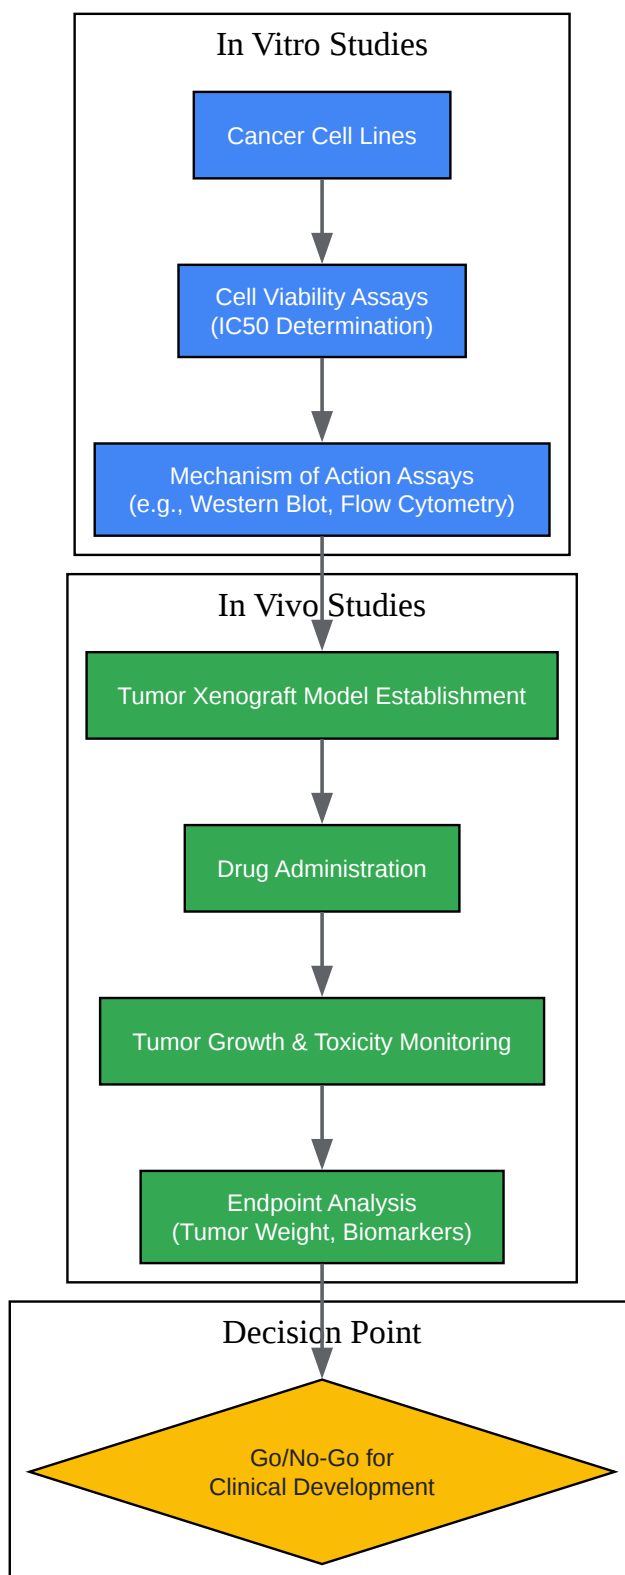 In Vitro Studies
Cancer Cell Lines
Cell Viability Assays
(IC50 Determination)
Mechanism of Action Assays
(e.g., Western Blot, Flow Cytometry)
In Vivo Studies
Tumor Xenograft Model Establishment
Drug Administration
Tumor Growth & Toxicity Monitoring
Endpoint Analysis
(Tumor Weight, Biomarkers)
Decision Point
Go/No-Go for
Clinical Development